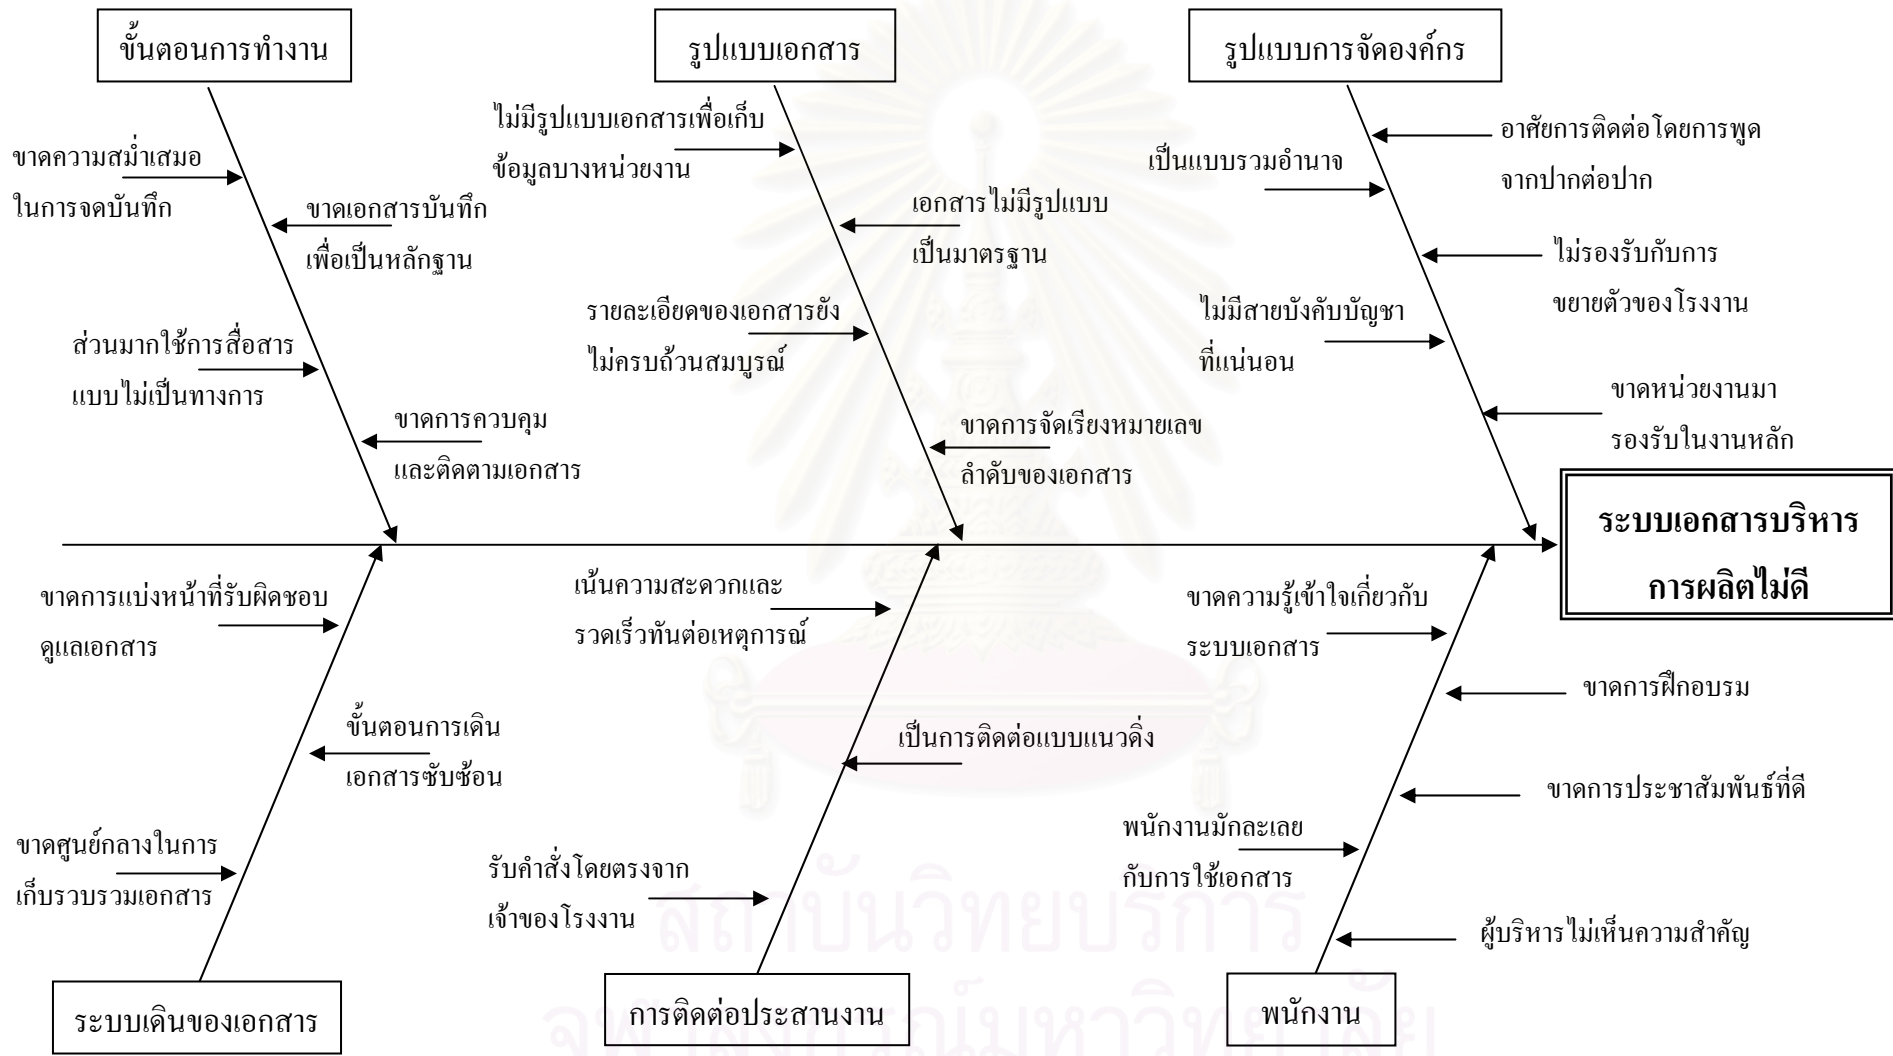 ขั้นตอนการทำงาน
รูปแบบเอกสาร
รูปแบบการจัดองค์กร
ขาดความสม่ำเสมอ
ในการจดบันทึก
ขาดเอกสารบันทึก
เพื่อเป็นหลักฐาน
ส่วนมากใช้การสื่อสาร
แบบไม่เป็นทางการ
ขาดการควบคุม
และติดตามเอกสาร
ไม่มีรูปแบบเอกสารเพื่อเก็บ
ข้อมูลบางหน่วยงาน
เอกสารไม่มีรูปแบบ
เป็นมาตรฐาน
รายละเอียดของเอกสารยัง
ไม่ครบถ้วนสมบูรณ์
ขาดการจัดเรียงหมายเลข
ลำดับของเอกสาร
อาศัยการติดต่อโดยการพูด
จากปากต่อปาก
เป็นแบบรวมอำนาจ
ไม่รองรับกับการ
ขยายตัวของโรงงาน
ไม่มีสายบังคับบัญชา
ที่แน่นอน
ขาดหน่วยงานมา
รองรับในงานหลัก
ระบบเอกสารบริหาร
การผลิตไม่ดี
ขาดการแบ่งหน้าที่รับผิดชอบ
ดูแลเอกสาร
ขั้นตอนการเดิน
เอกสารซับซ้อน
ขาดศูนย์กลางในการ
เก็บรวบรวมเอกสาร
เน้นความสะดวกและ
รวดเร็วทันต่อเหตุการณ์
เป็นการติดต่อแบบแนวดิ่ง
รับคำสั่งโดยตรงจาก
เจ้าของโรงงาน
ขาดความรู้เข้าใจเกี่ยวกับ
ระบบเอกสาร
ขาดการฝึกอบรม
ขาดการประชาสัมพันธ์ที่ดี
พนักงานมักละเลย
กับการใช้เอกสาร
ผู้บริหารไม่เห็นความสำคัญ
ระบบเดินของเอกสาร
การติดต่อประสานงาน
พนักงาน
สถาบันวิทยบริการ
จุฬาลงกรณ์มหาวิทยาลัย